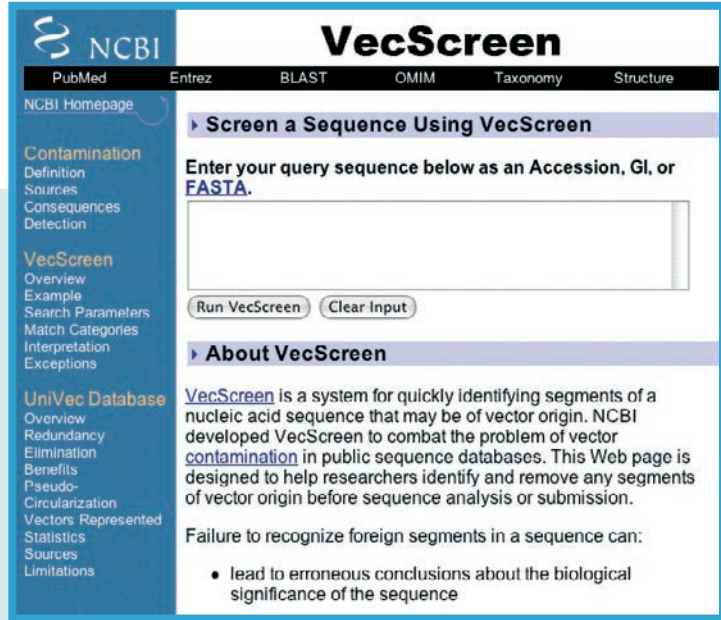 NCBI
VecScreen
PubMed Entrez BLAST OMIM Taxonomy Structure
NCBI Homepage
Contamination
Definition
Sources
Consequences
Detection
VecScreen
Overview
Example
Search Parameters
Match Categories
Interpretation
Exceptions
UniVec Database
Overview
Redundancy
Elimination
Benefits
Pseudo-
Circularization
Vectors Represented
Statistics
Sources
Limitations
Screen a Sequence Using VecScreen
Enter your query sequence below as an Accession, GI, or
FASTA.
Run VecScreen Clear Input
About VecScreen
VecScreen is a system for quickly identifying segments of a
nucleic acid sequence that may be of vector origin. NCBI
developed VecScreen to combat the problem of vector
contamination in public sequence databases. This Web page is
designed to help researchers identify and remove any segments
of vector origin before sequence analysis or submission.
Failure to recognize foreign segments in a sequence can:
• lead to erroneous conclusions about the biological
significance of the sequence